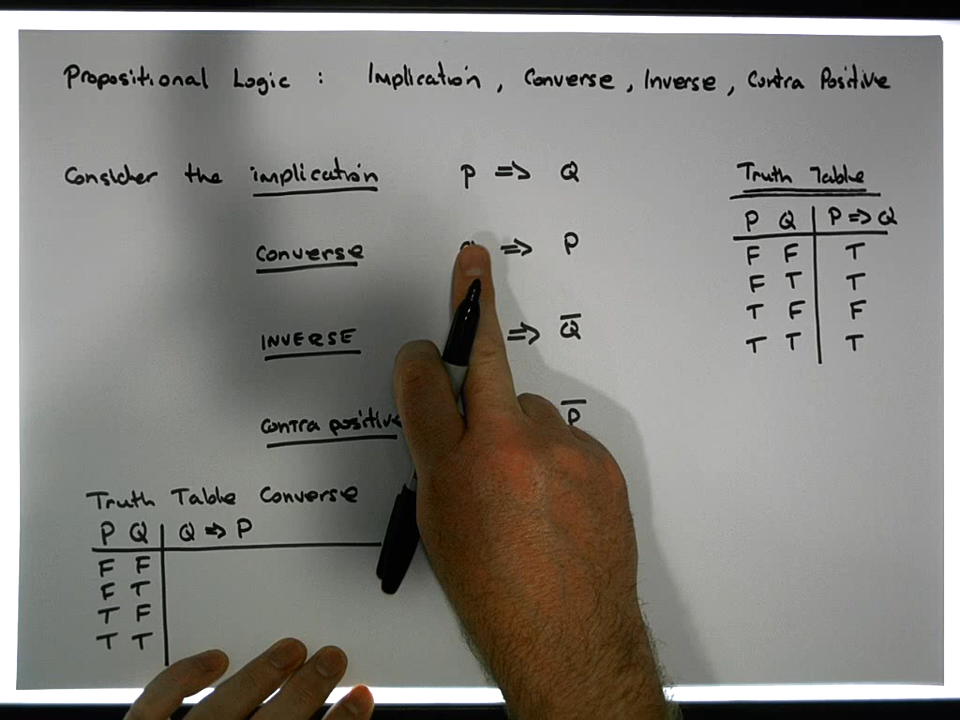 Propositional Logic : Implication , Converse , Inverse , Contra Positive
Consider the implication P => Q
Converse => P
INVERSE => Q̅
Contra positive P̅
Truth Table
P Q P => Q
F F T
F T T
T F F
T T T
Truth Table Converse
P Q Q => P
F F
F T
T F
T T